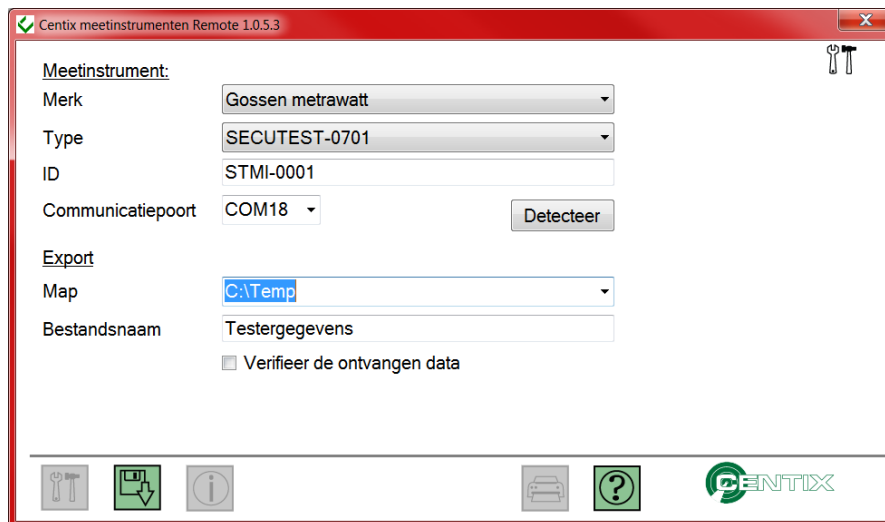 Centix meetinstrumenten Remote 1.0.5.3
Meetinstrument:
Merk Gossen metrawatt
Type SECUTEST-0701
ID STMI-0001
Communicatiepoort COM18 Detecteer
Export
Map C:\Temp
Bestandsnaam Testergegevens
Verifieer de ontvangen data
CENTIX